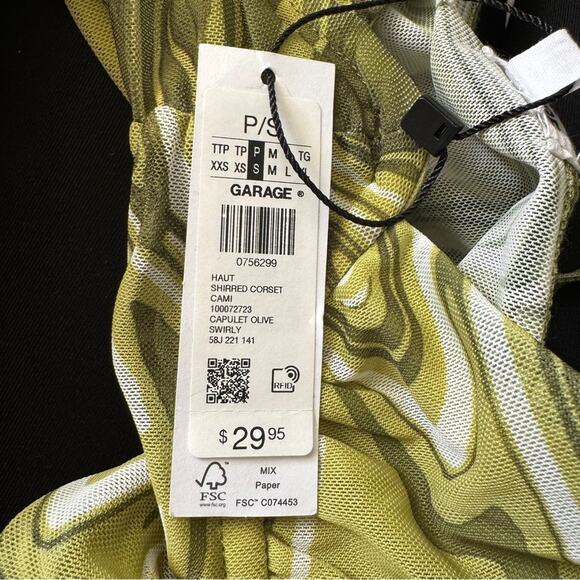 P/S
TTP TP P M TG
XXS XS S M L XL
GARAGE ®
0756299
HAUT
SHIRRED CORSET
CAMI
100072723
CAPULET OLIVE
SWIRLY
58J 221 141
RFID
$ 29 95
FSC
www.fsc.org
MIX
Paper
FSC™ C074453